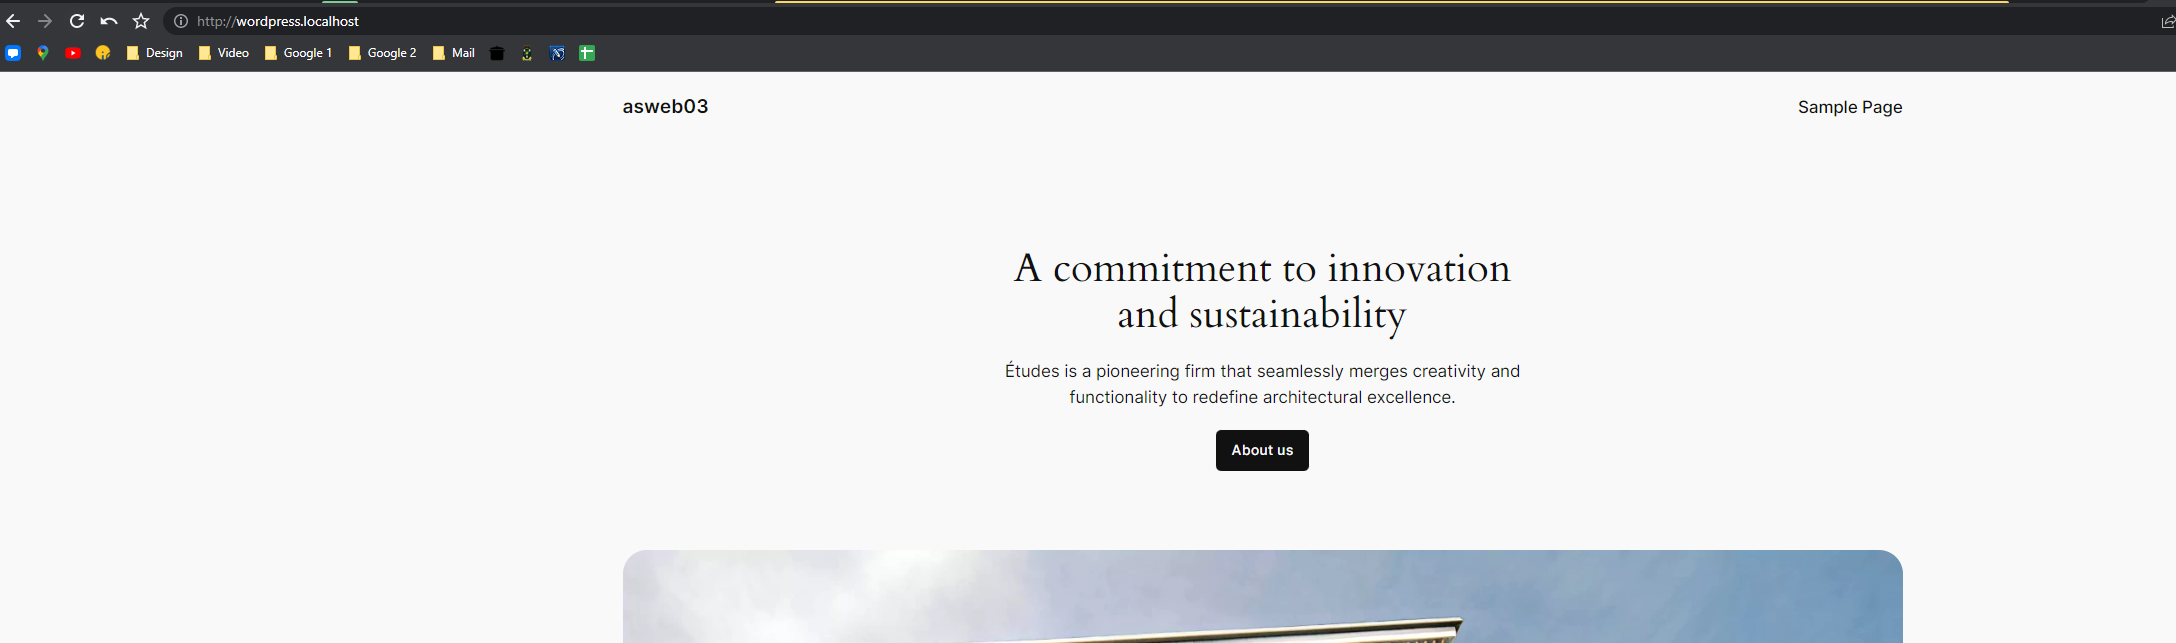 http://wordpress.localhost
Design Video Google 1 Google 2 Mail
asweb03 Sample Page
A commitment to innovation
and sustainability
Études is a pioneering firm that seamlessly merges creativity and
functionality to redefine architectural excellence.
About us